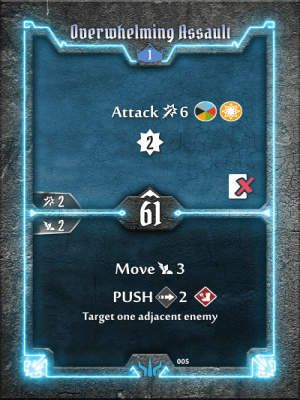 Overwhelming Assault
1
Attack 6
2
2
61
2
Move 3
PUSH 2
Target one adjacent enemy
005